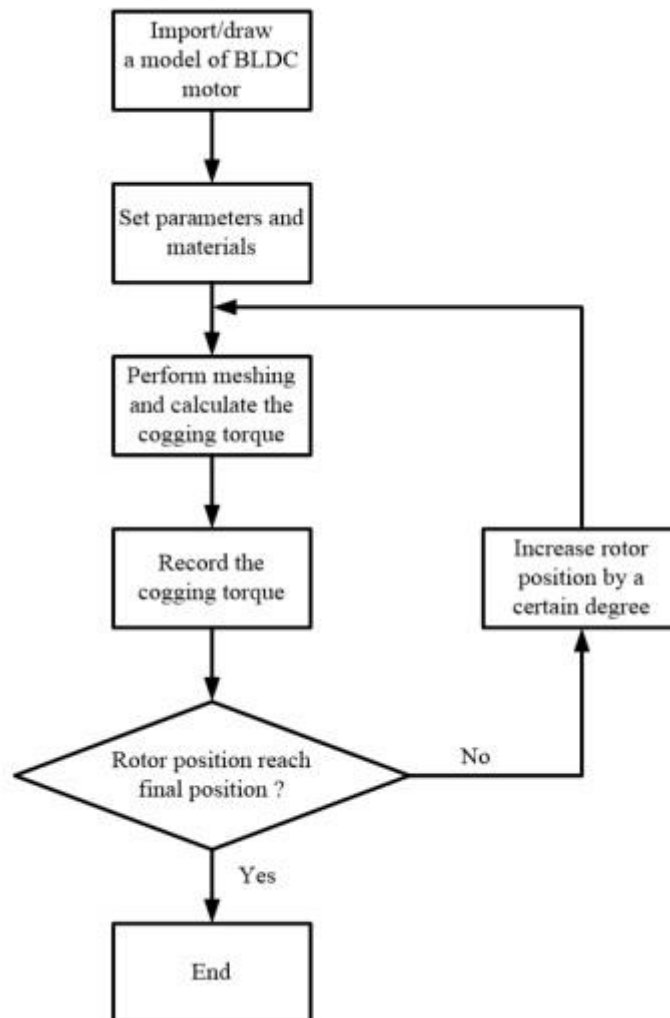 Import/draw
a model of BLDC
motor
Set parameters and
materials
Perform meshing
and calculate the
cogging torque
Record the
cogging torque
Increase rotor
position by a
certain degree
Rotor position reach
final position ?
No
Yes
End